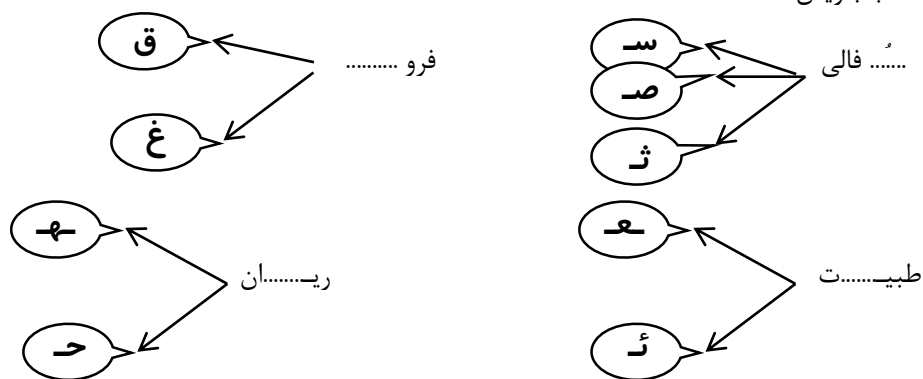 ......ُ. فالی
سـ
صـ
ثـ
فرو ..........
ق
غ
طبیـ.......ت
ـعـ
ئـ
ریـ........ان
ـهـ
حـ